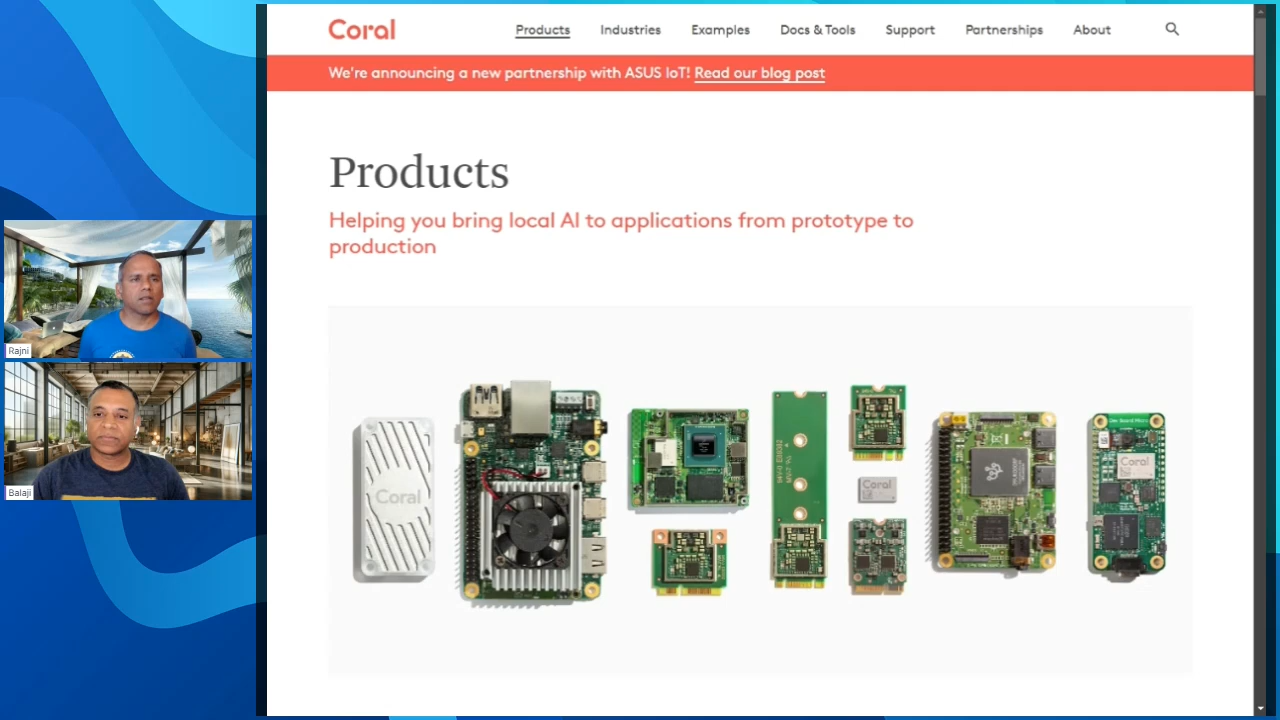 Coral
Products
Industries
Examples
Docs & Tools
Support
Partnerships
About
We're announcing a new partnership with ASUS IoT! Read our blog post
Products
Helping you bring local AI to applications from prototype to
production
Rajni
Balaji
Coral
Coral
Coral